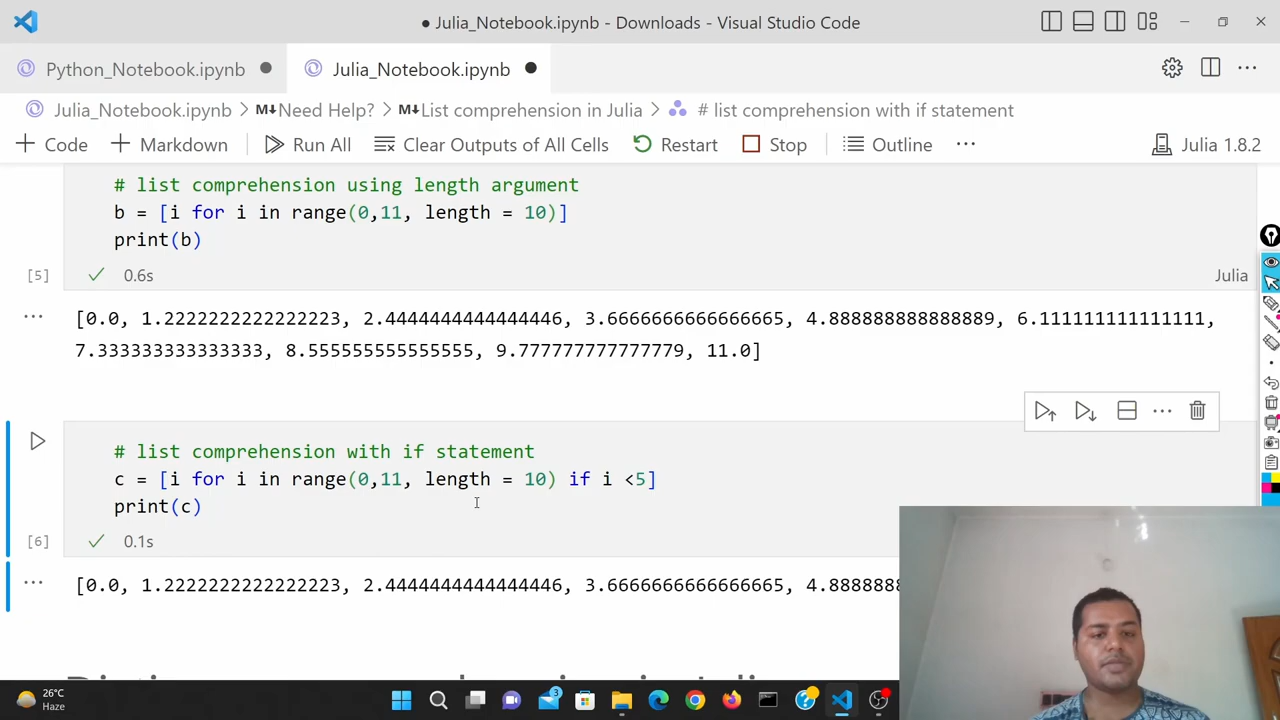 ● Julia_Notebook.ipynb - Downloads - Visual Studio Code
Python_Notebook.ipynb ● Julia_Notebook.ipynb ●
Julia_Notebook.ipynb > M↓Need Help? > M↓List comprehension in Julia > # list comprehension with if statement
+ Code + Markdown Run All Clear Outputs of All Cells Restart Stop Outline ... Julia 1.8.2
# list comprehension using length argument
b = [i for i in range(0,11, length = 10)]
print(b)
[5] ✓ 0.6s Julia
... [0.0, 1.2222222222222223, 2.4444444444444446, 3.6666666666666665, 4.888888888888889, 6.111111111111111,
7.333333333333333, 8.555555555555555, 9.777777777777779, 11.0]
# list comprehension with if statement
c = [i for i in range(0,11, length = 10) if i <5]
print(c)
[6] ✓ 0.1s
... [0.0, 1.2222222222222223, 2.4444444444444446, 3.6666666666666665, 4.8888888
26°C
Haze
3